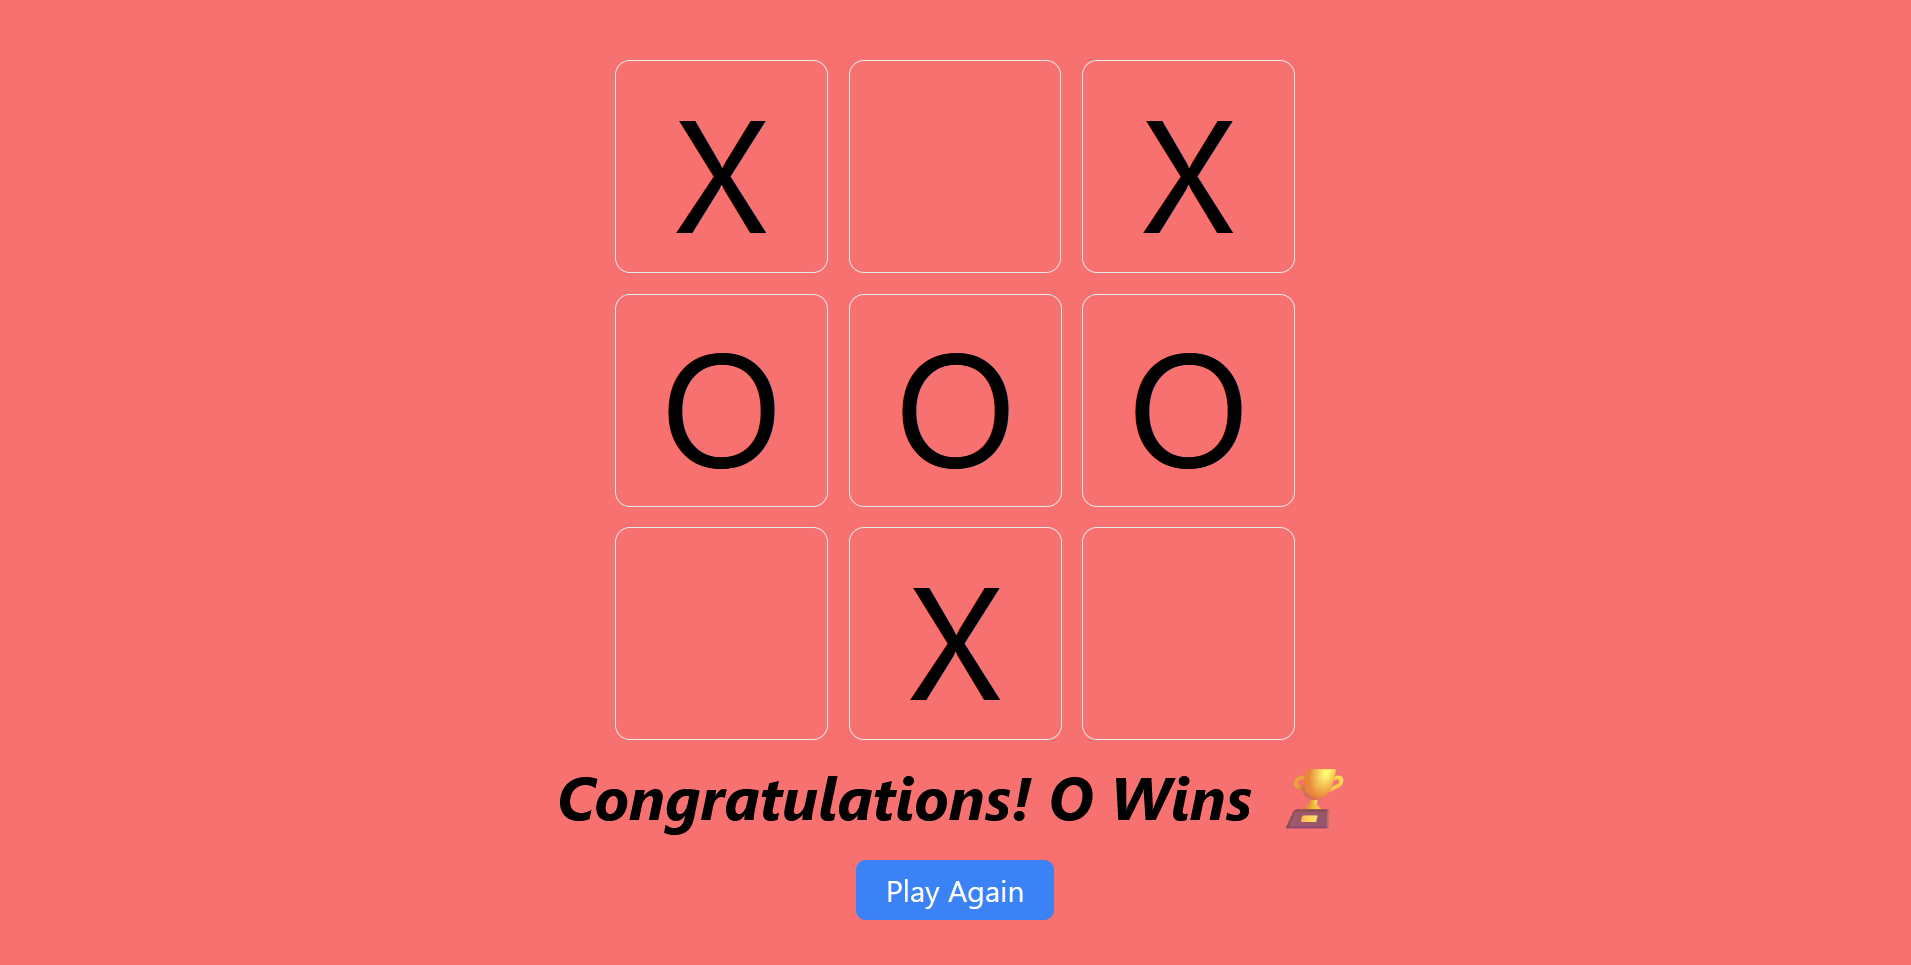 X X
O O O
X
Congratulations! O Wins 🏆
Play Again